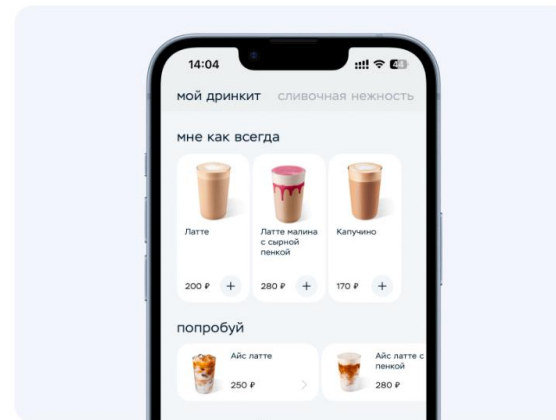 14:04
44
мой дринкит сливочная нежность
мне как всегда
Латте
Латте малина
с сырной
пенкой
Капучино
200 ₽ +
280 ₽ +
170 ₽ +
попробуй
Айс латте
250 ₽
Айс латте с
пенкой
280 ₽